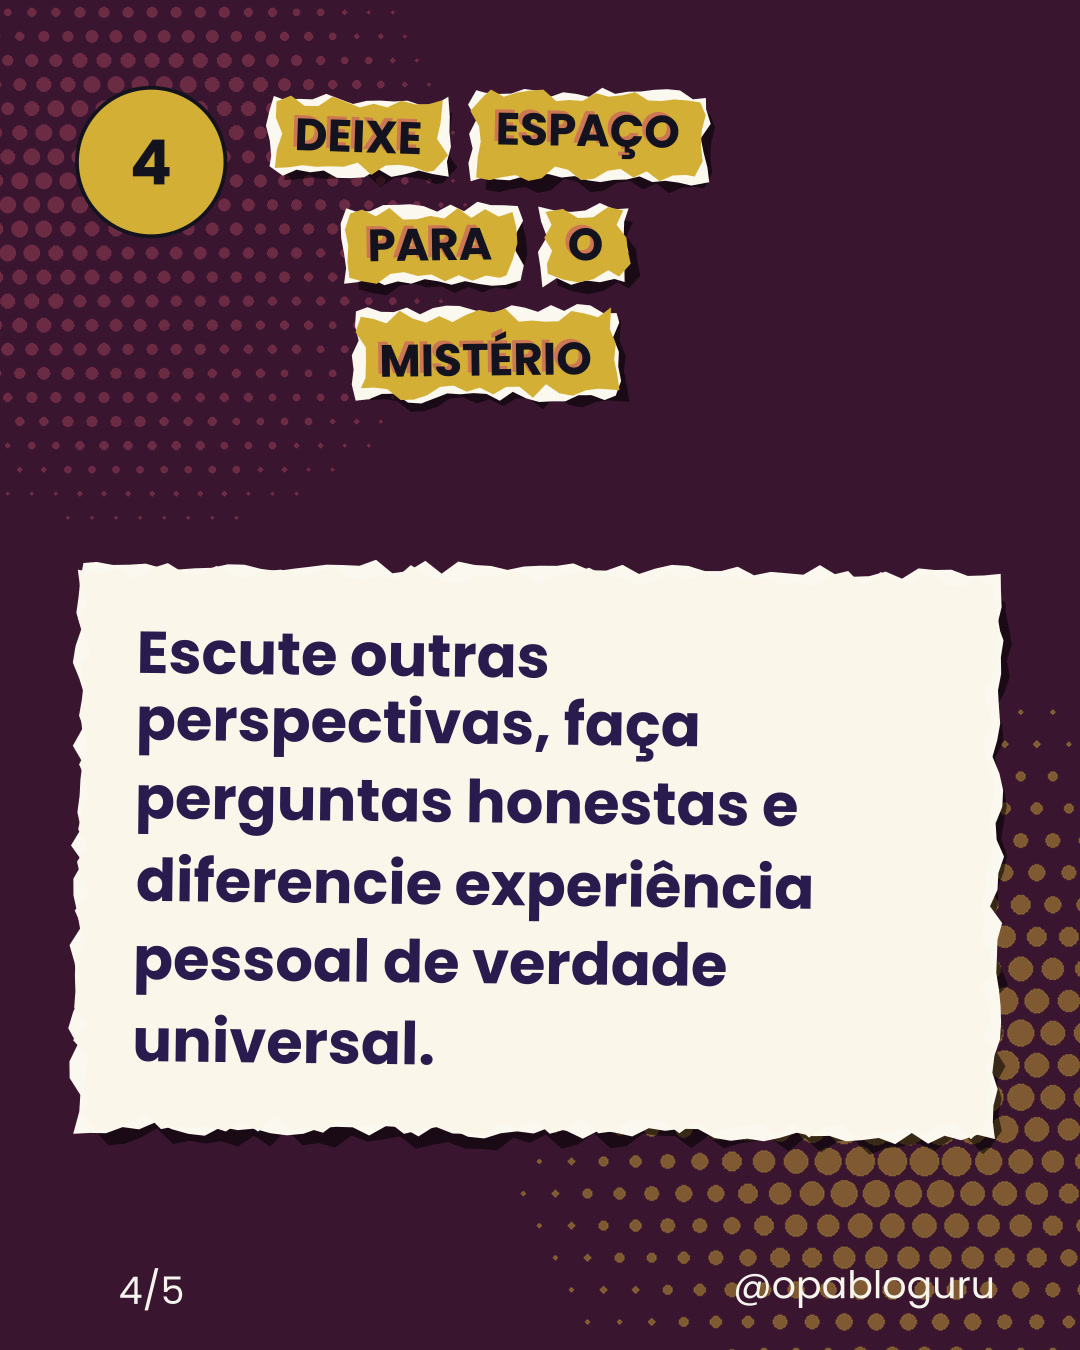 4
DEIXE ESPAÇO
PARA O
MISTÉRIO
Escute outras
perspectivas, faça
perguntas honestas e
diferencie experiência
pessoal de verdade
universal.
4/5
@opabloguru